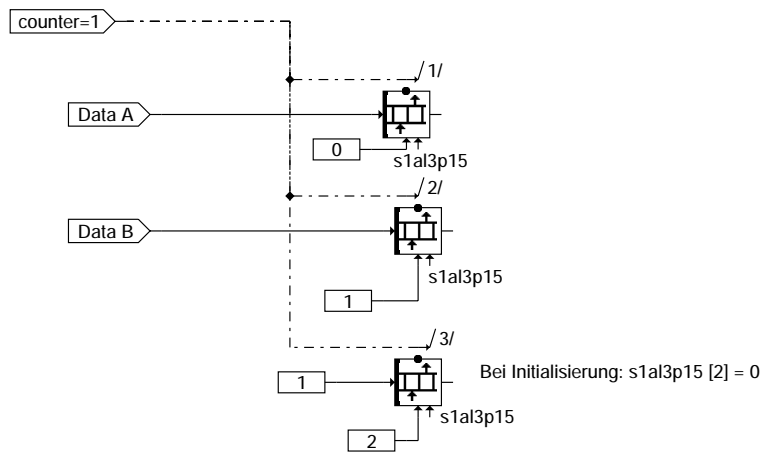 counter=1
/1/
Data A
0
s1al3p15
/2/
Data B
s1al3p15
1
/3/
Bei Initialisierung: s1al3p15 [2] = 0
1
s1al3p15
2